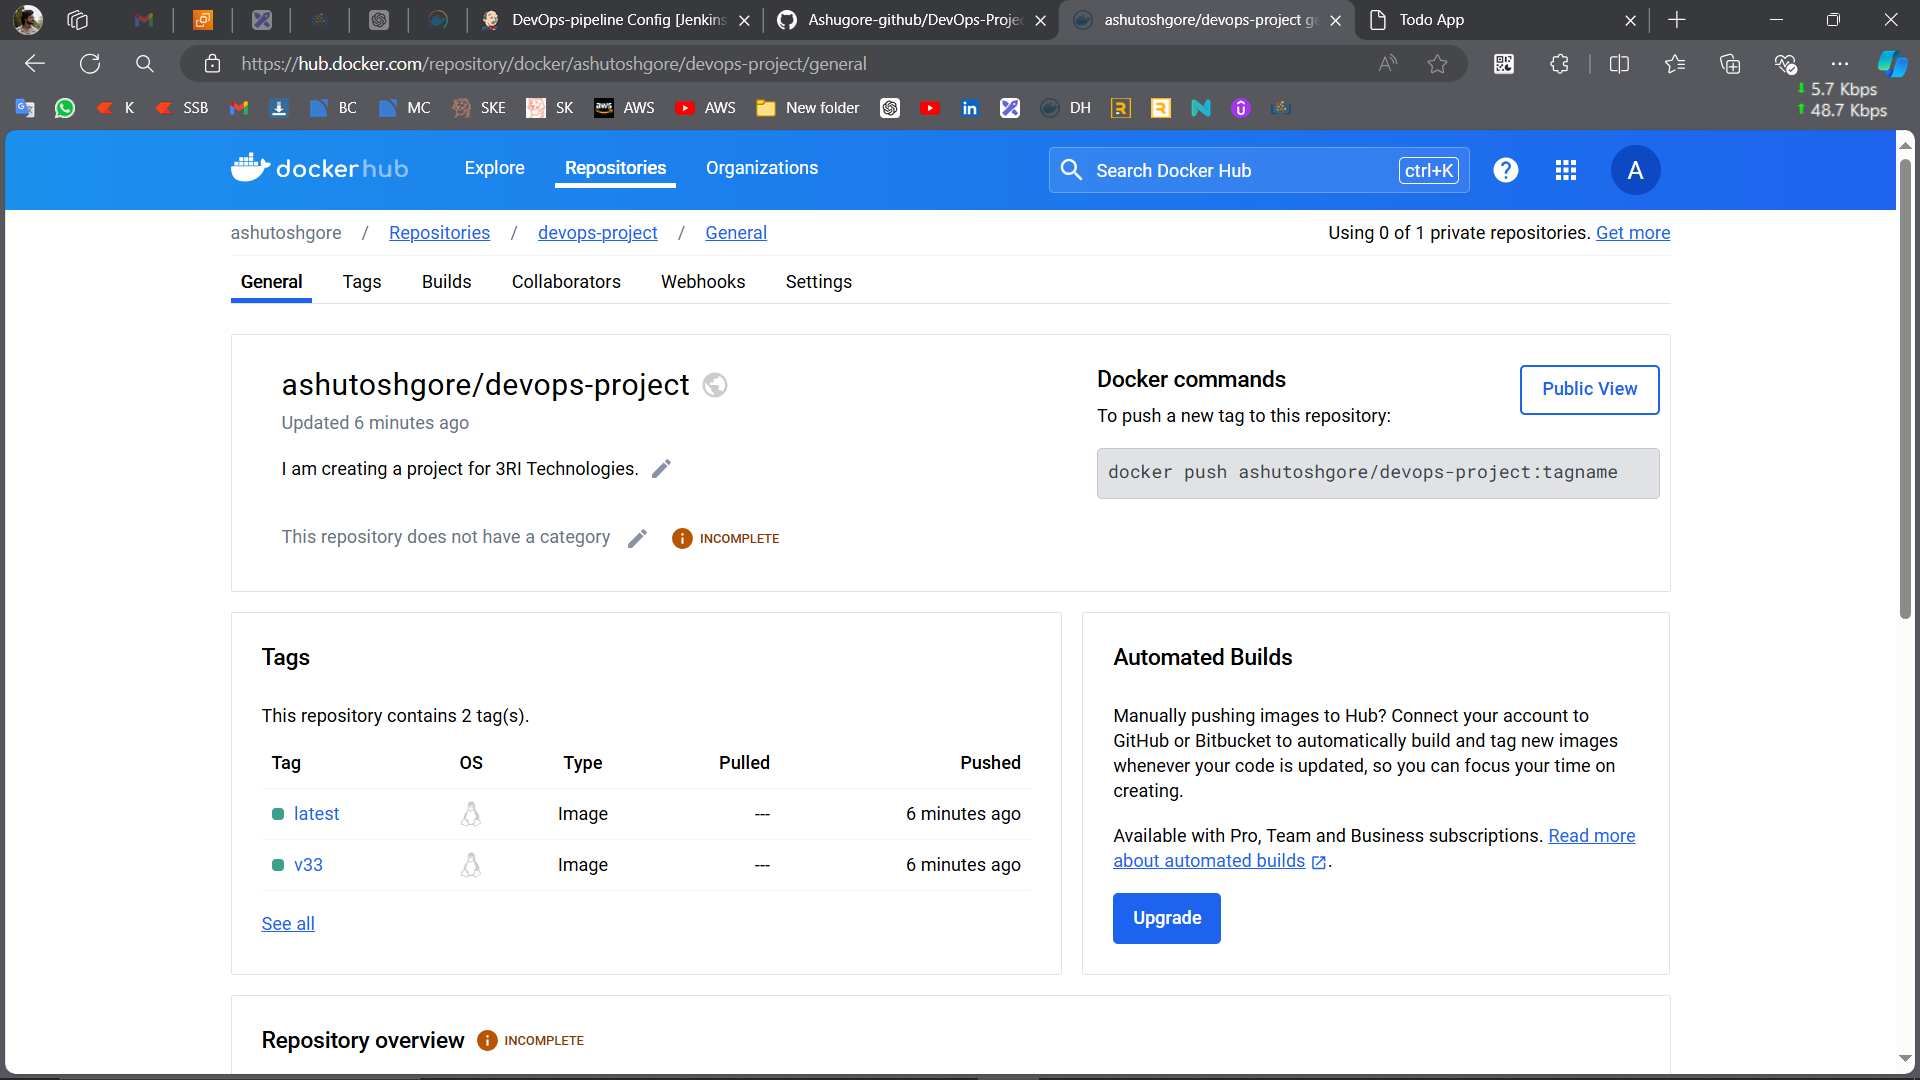 DevOps-pipeline Config [Jenkins
Ashugore-github/DevOps-Projec
ashutoshgore/devops-project ge
Todo App
https://hub.docker.com/repository/docker/ashutoshgore/devops-project/general
K
SSB
BC
MC
SKE
SK
AWS
AWS
New folder
DH
5.7 Kbps
48.7 Kbps
dockerhub
Explore
Repositories
Organizations
Search Docker Hub
ctrl+K
?
A
ashutoshgore / Repositories / devops-project / General
Using 0 of 1 private repositories. Get more
General
Tags
Builds
Collaborators
Webhooks
Settings
ashutoshgore/devops-project
Updated 6 minutes ago
I am creating a project for 3RI Technologies.
This repository does not have a category
INCOMPLETE
Docker commands
Public View
To push a new tag to this repository:
docker push ashutoshgore/devops-project:tagname
Tags
This repository contains 2 tag(s).
Tag OS Type Pulled Pushed
latest Image --- 6 minutes ago
v33 Image --- 6 minutes ago
See all
Automated Builds
Manually pushing images to Hub? Connect your account to
GitHub or Bitbucket to automatically build and tag new images
whenever your code is updated, so you can focus your time on
creating.
Available with Pro, Team and Business subscriptions. Read more
about automated builds.
Upgrade
Repository overview
INCOMPLETE